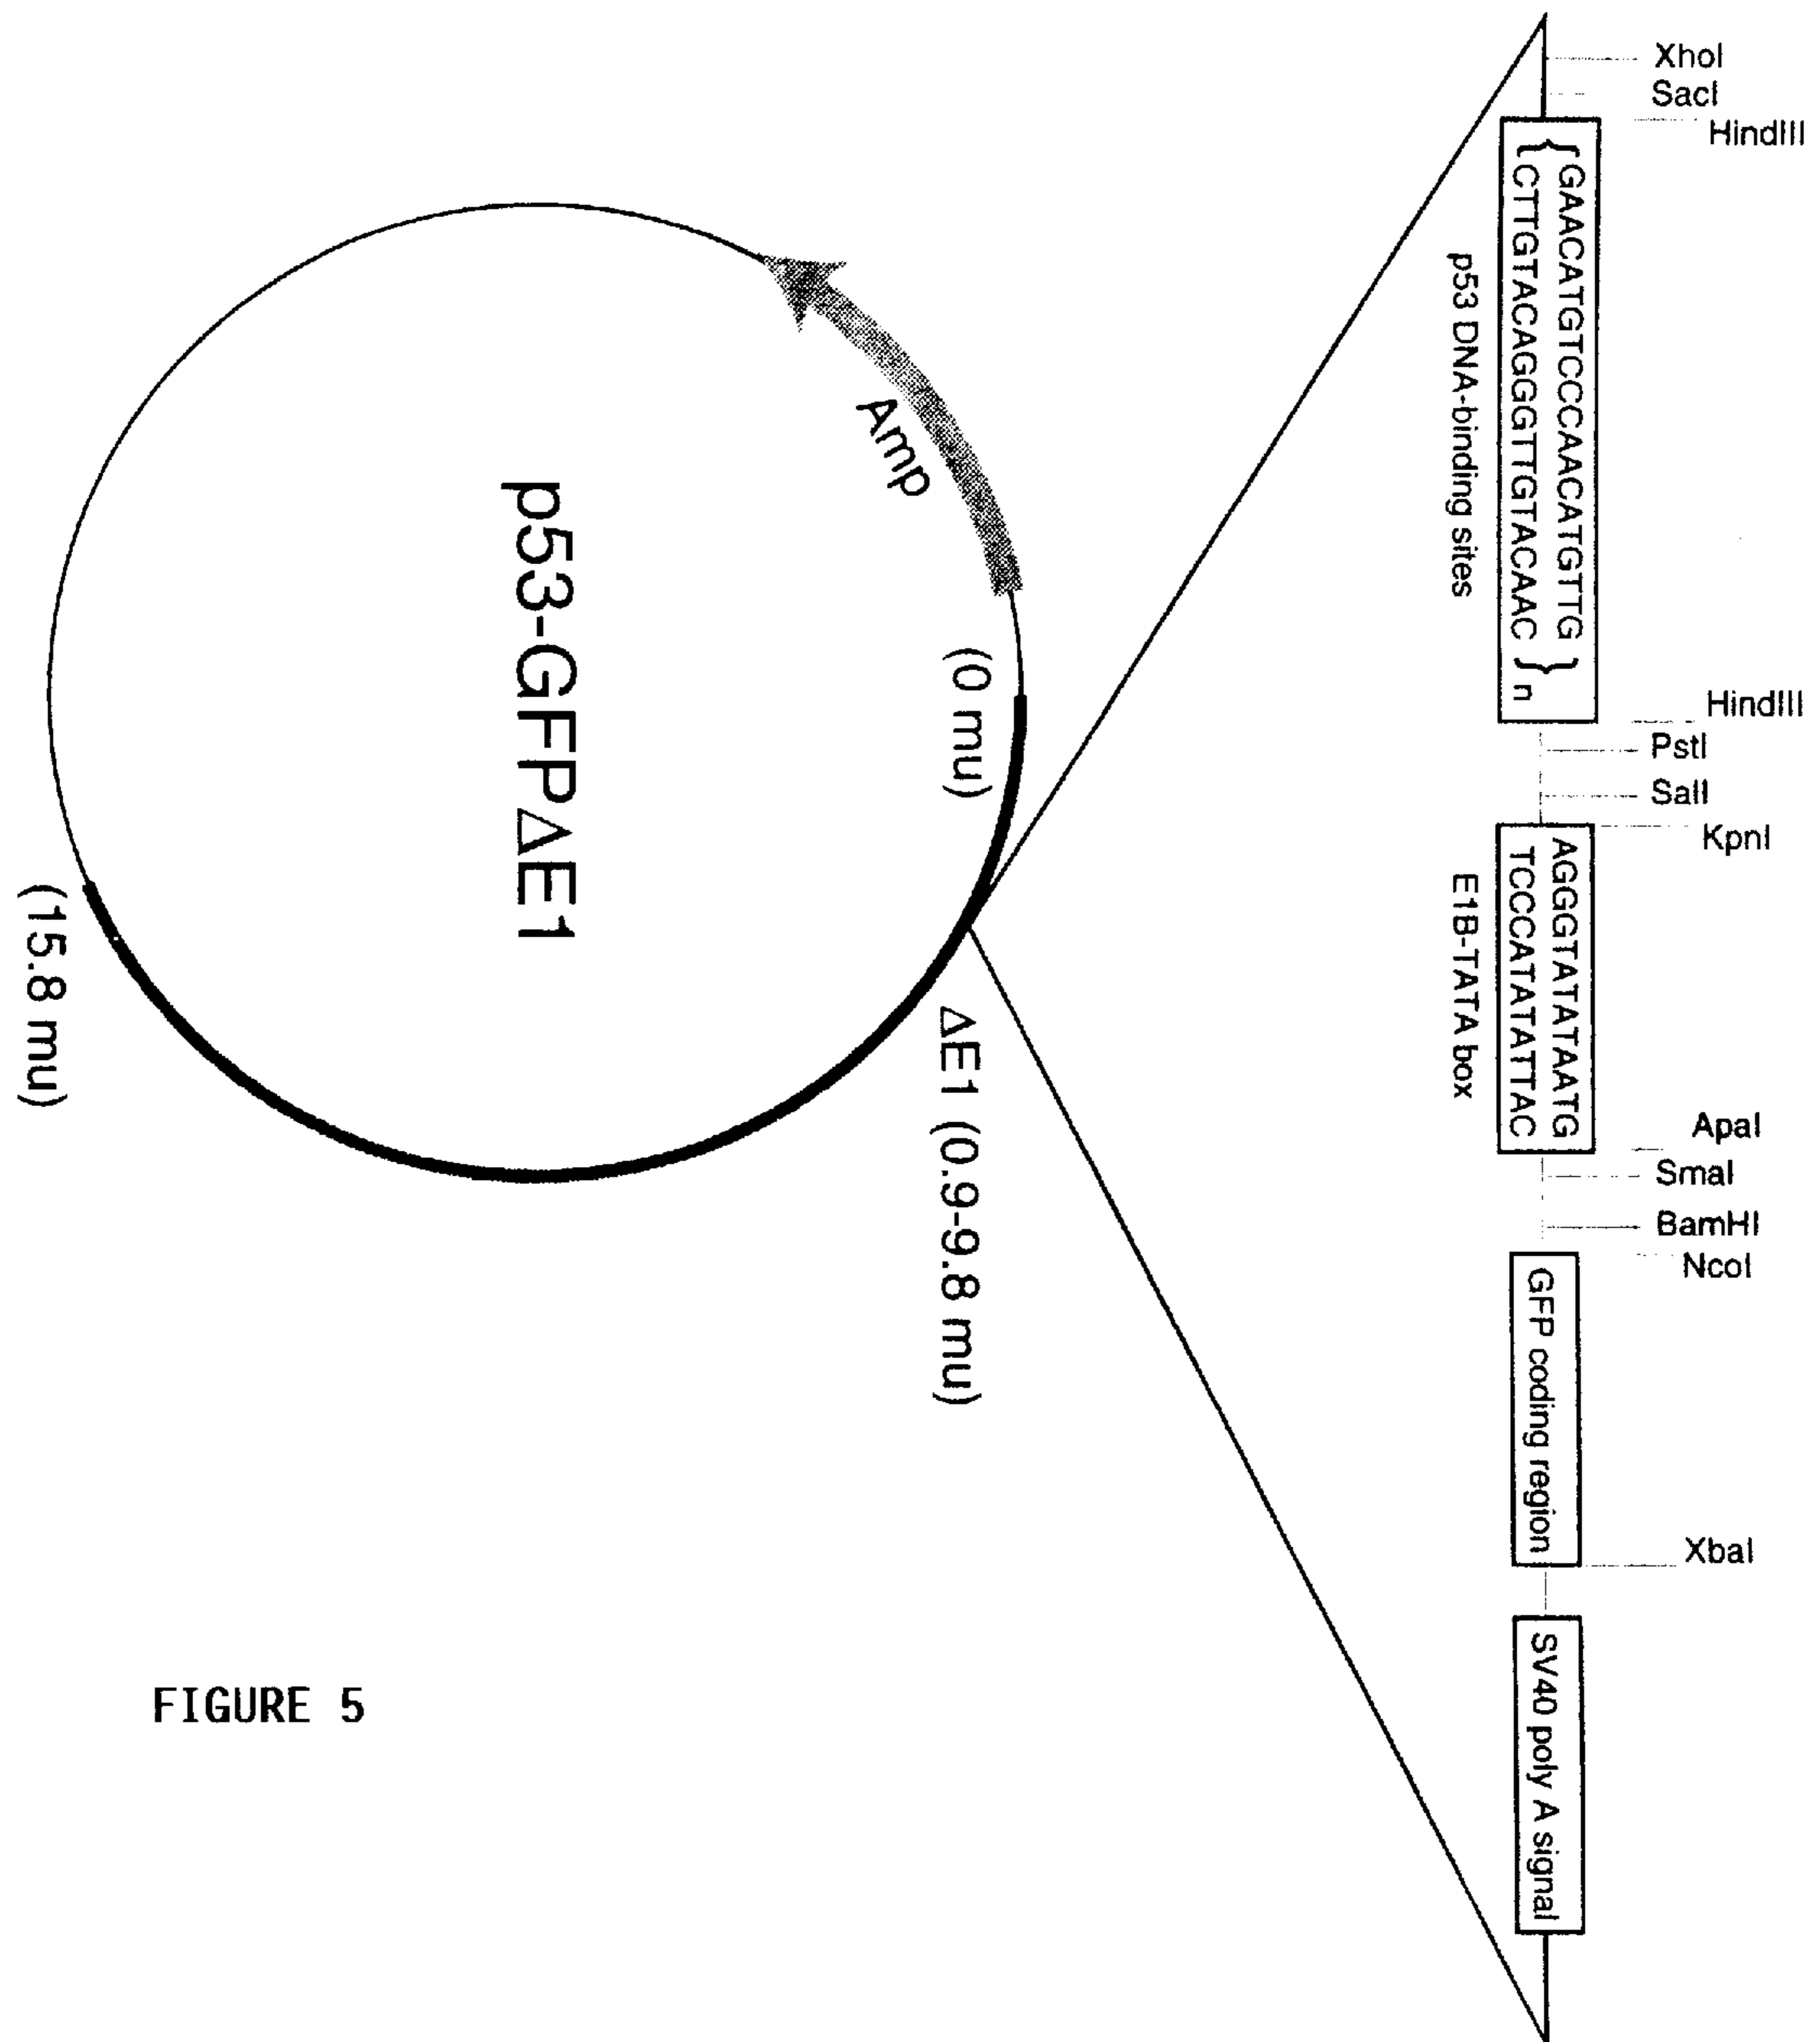 XhoI
SacI
HindIII
{GAACATGTCCCAACATGTTG}
{CTTGTACAGGGTTGTACAAC}n
p53 DNA-binding sites
HindIII
PstI
SalI
KpnI
AGGGTATATAATG
TCCCATATATTAC
E1B-TATA box
ApaI
SmaI
BamHI
NcoI
GFP coding region
XbaI
SV40 poly A signal
Amp
(0 mu)
ΔE1 (0.9-9.8 mu)
p53-GFPΔE1
(15.8 mu)
FIGURE 5